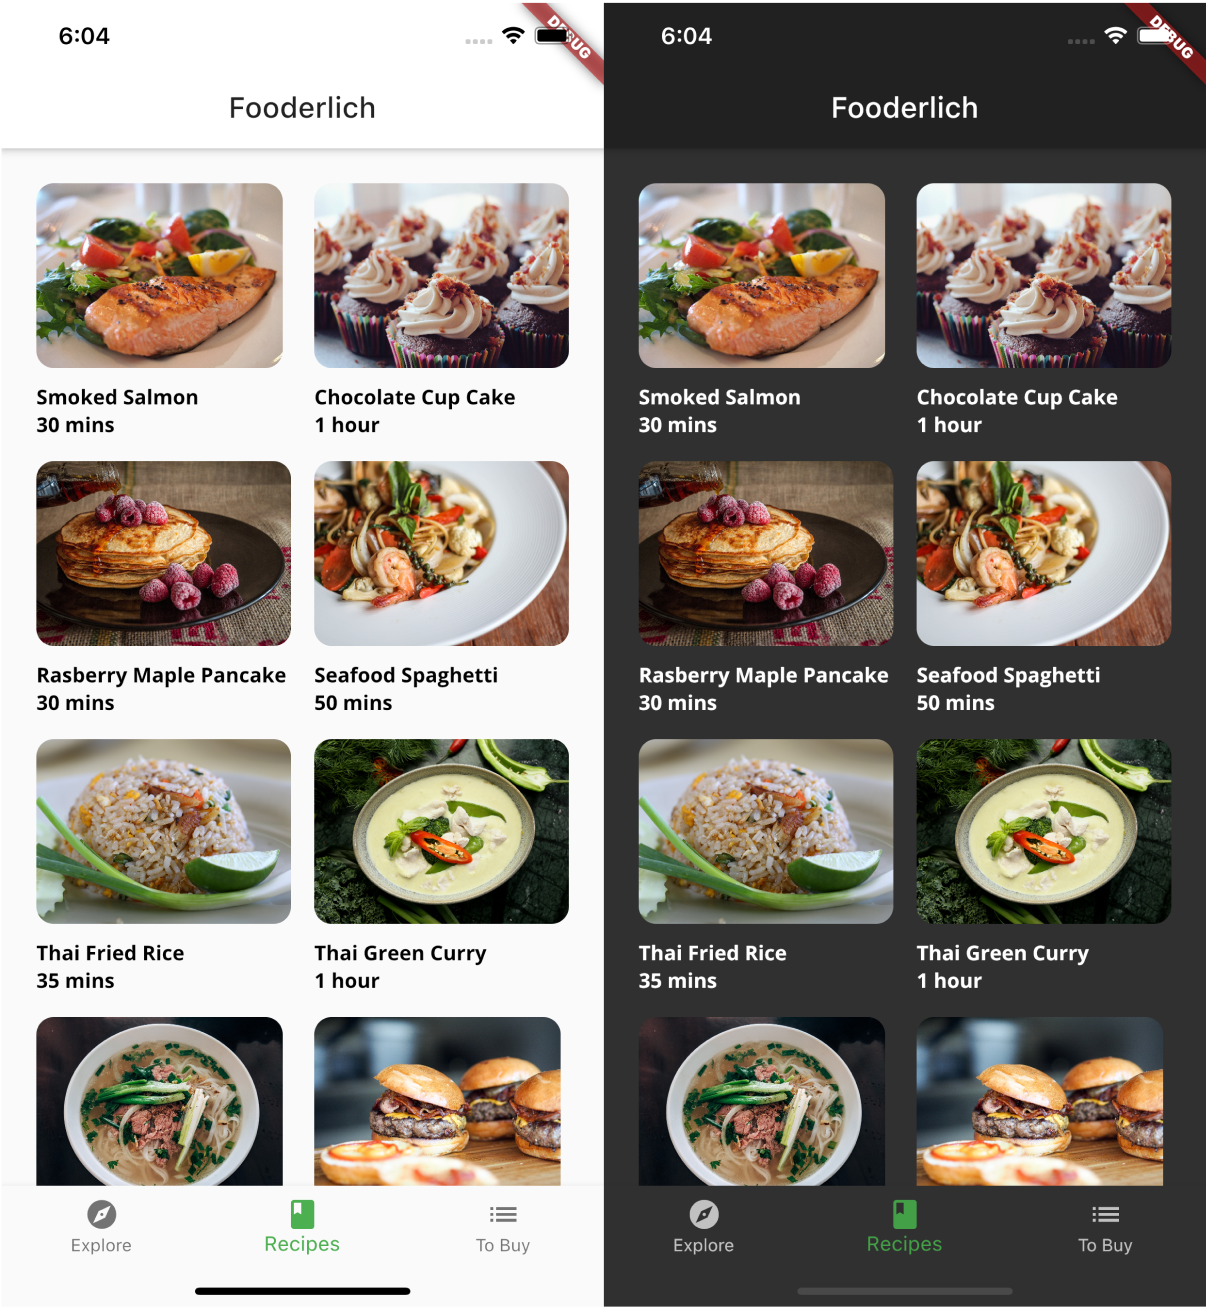 6:04
DEBUG
Fooderlich
Smoked Salmon
30 mins
Chocolate Cup Cake
1 hour
Rasberry Maple Pancake
30 mins
Seafood Spaghetti
50 mins
Thai Fried Rice
35 mins
Thai Green Curry
1 hour
Explore
Recipes
To Buy
6:04
DEBUG
Fooderlich
Smoked Salmon
30 mins
Chocolate Cup Cake
1 hour
Rasberry Maple Pancake
30 mins
Seafood Spaghetti
50 mins
Thai Fried Rice
35 mins
Thai Green Curry
1 hour
Explore
Recipes
To Buy